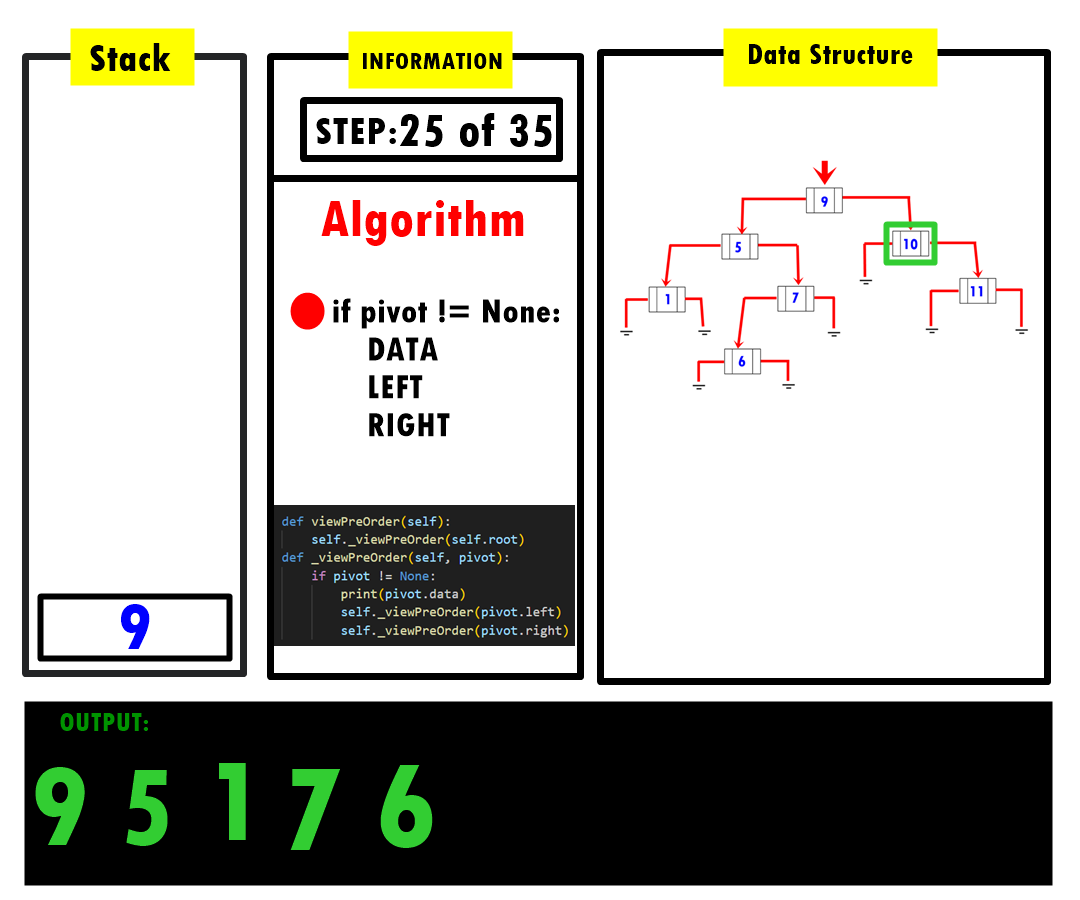 Stack
9
INFORMATION
STEP:25 of 35
Algorithm
if pivot != None:
DATA
LEFT
RIGHT
def viewPreOrder(self):
self._viewPreOrder(self.root)
def _viewPreOrder(self, pivot):
if pivot != None:
print(pivot.data)
self._viewPreOrder(pivot.left)
self._viewPreOrder(pivot.right)
Data Structure
9
5 10
1 7 11
6
OUTPUT:
9 5 1 7 6